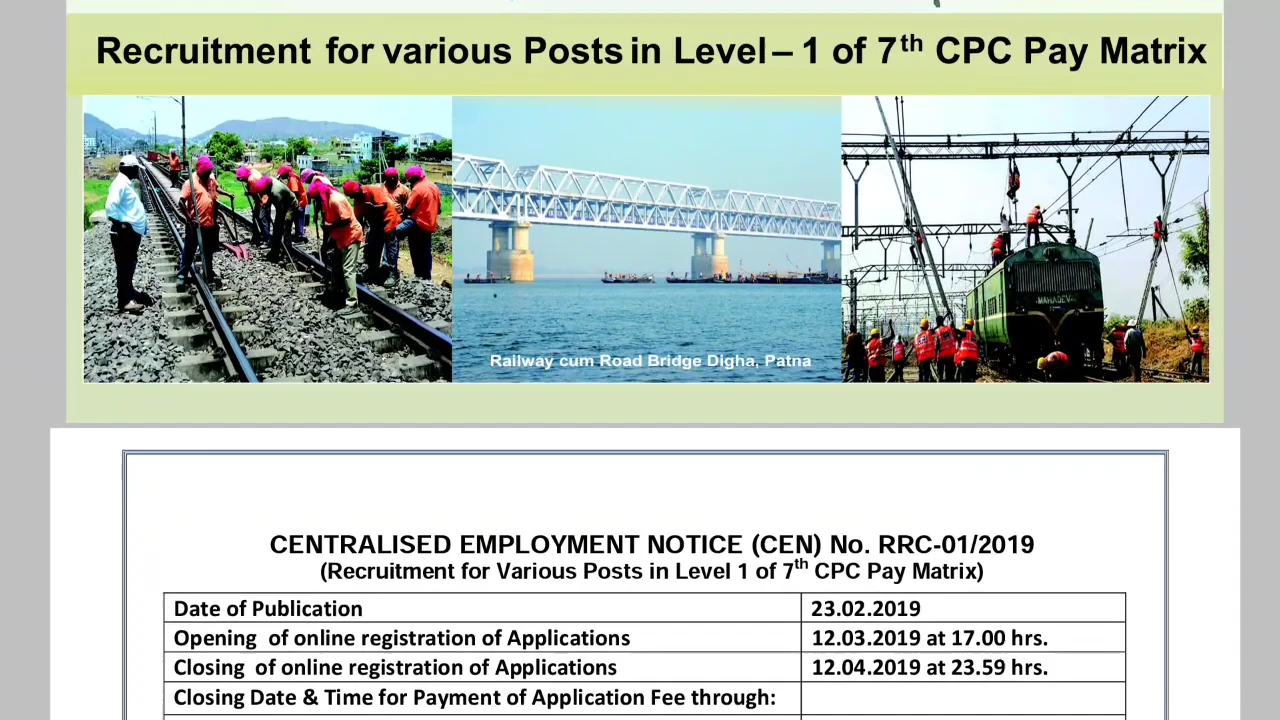 Recruitment for various Posts in Level – 1 of 7th CPC Pay Matrix
MAHADEV
Railway cum Road Bridge Digha, Patna
CENTRALISED EMPLOYMENT NOTICE (CEN) No. RRC-01/2019
(Recruitment for Various Posts in Level 1 of 7th CPC Pay Matrix)
Date of Publication 23.02.2019
Opening of online registration of Applications 12.03.2019 at 17.00 hrs.
Closing of online registration of Applications 12.04.2019 at 23.59 hrs.
Closing Date & Time for Payment of Application Fee through: